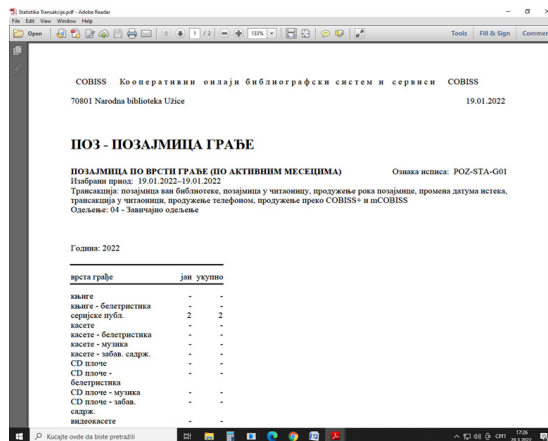 Statistika Transakcije.pdf - Adobe Reader
File Edit View Window Help
Open 1 / 2 133% Tools Fill & Sign Comment
COBISS Кооперативни онлајн библиографски систем и сервиси COBISS
70801 Narodna biblioteka Užice 19.01.2022
ПОЗ - ПОЗАЈМИЦА ГРАЂЕ
ПОЗАЈМИЦА ПО ВРСТИ ГРАЂЕ (ПО АКТИВНИМ МЕСЕЦИМА) Ознака исписа: POZ-STA-G01
Изабрани приод: 19.01.2022–19.01.2022
Трансакција: позајмица ван библиотеке, позајмица у читаоницу, продужење рока позајмице, промена датума истека,
трансакција у читаоници, продужење телефоном, продужење преко COBISS+ и mCOBISS
Одељење: 04 - Завичајно одељење
Година: 2022
врста грађе јан укупно
књиге - -
књиге - белетристика - -
серијске публ. 2 2
касете - -
касете - белетристика - -
касете - музика - -
касете - забав. садрж. - -
CD плоче - -
CD плоче - - -
белетристика
CD плоче - музика - -
CD плоче - забав. - -
садрж.
видеокасете - -
Kucajte ovde da biste pretražili
СРП 17:26